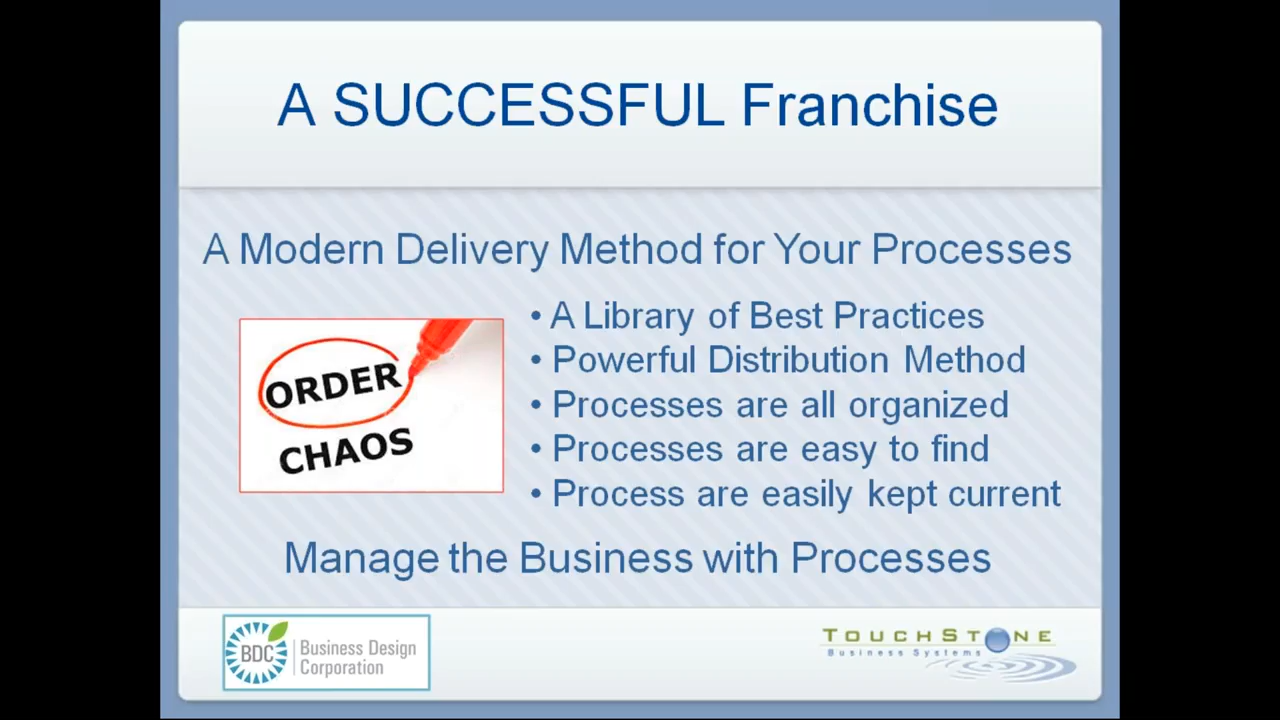 A SUCCESSFUL Franchise
A Modern Delivery Method for Your Processes
• A Library of Best Practices
• Powerful Distribution Method
• Processes are all organized
• Processes are easy to find
• Process are easily kept current
ORDER
CHAOS
Manage the Business with Processes
BDC
Business Design
Corporation
TOUCHSTONE
Business Systems